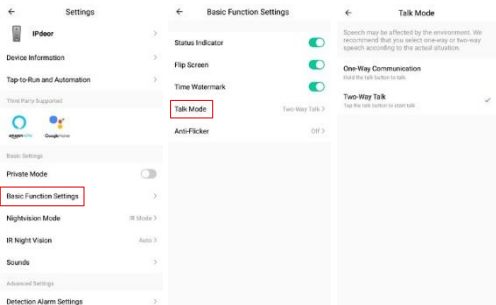 Settings
IPdoor
Device Information
Tap-to-Run and Automation
Third Party Supported
amazon alexa
Google Home
Basic Settings
Private Mode
Basic Function Settings
Nightvision Mode IR Mode
IR Night Vision Auto
Sounds
Advanced Settings
Detection Alarm Settings
Basic Function Settings
Status Indicator
Flip Screen
Time Watermark
Talk Mode Two-Way Talk
Anti-Flicker Off
Talk Mode
Speech may be affected by the environment. We
recommend that you select one-way or two-way
speech according to the actual situation.
One-Way Communication
Hold the talk button to talk.
Two-Way Talk
Tap the talk button to start talk.